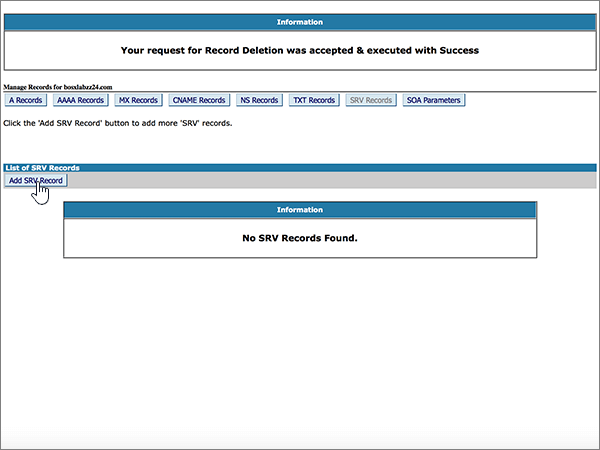 Information
Your request for Record Deletion was accepted & executed with Success
Manage Records for bosxlabzz24.com
A Records AAAA Records MX Records CNAME Records NS Records TXT Records SRV Records SOA Parameters
Click the 'Add SRV Record' button to add more 'SRV' records.
List of SRV Records
Add SRV Record
Information
No SRV Records Found.